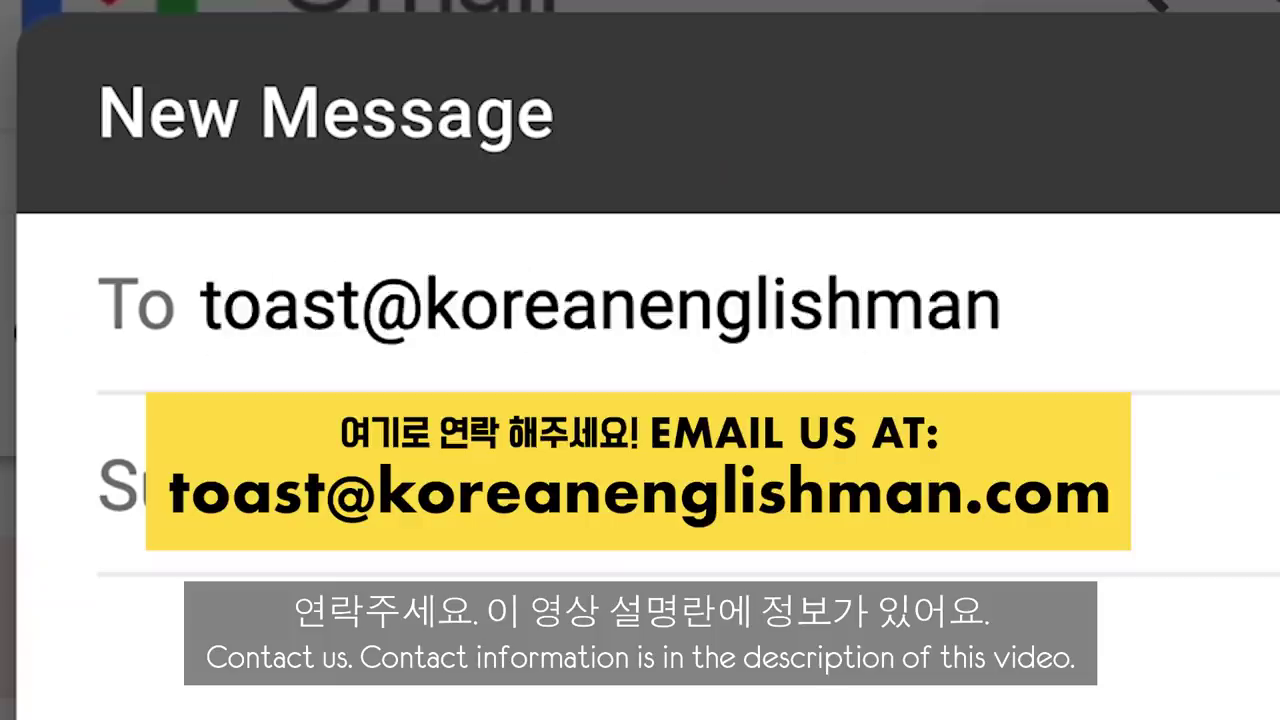 New Message
To toast@koreanenglishman
여기로 연락 해주세요! EMAIL US AT:
toast@koreanenglishman.com
연락주세요. 이 영상 설명란에 정보가 있어요.
Contact us. Contact information is in the description of this video.